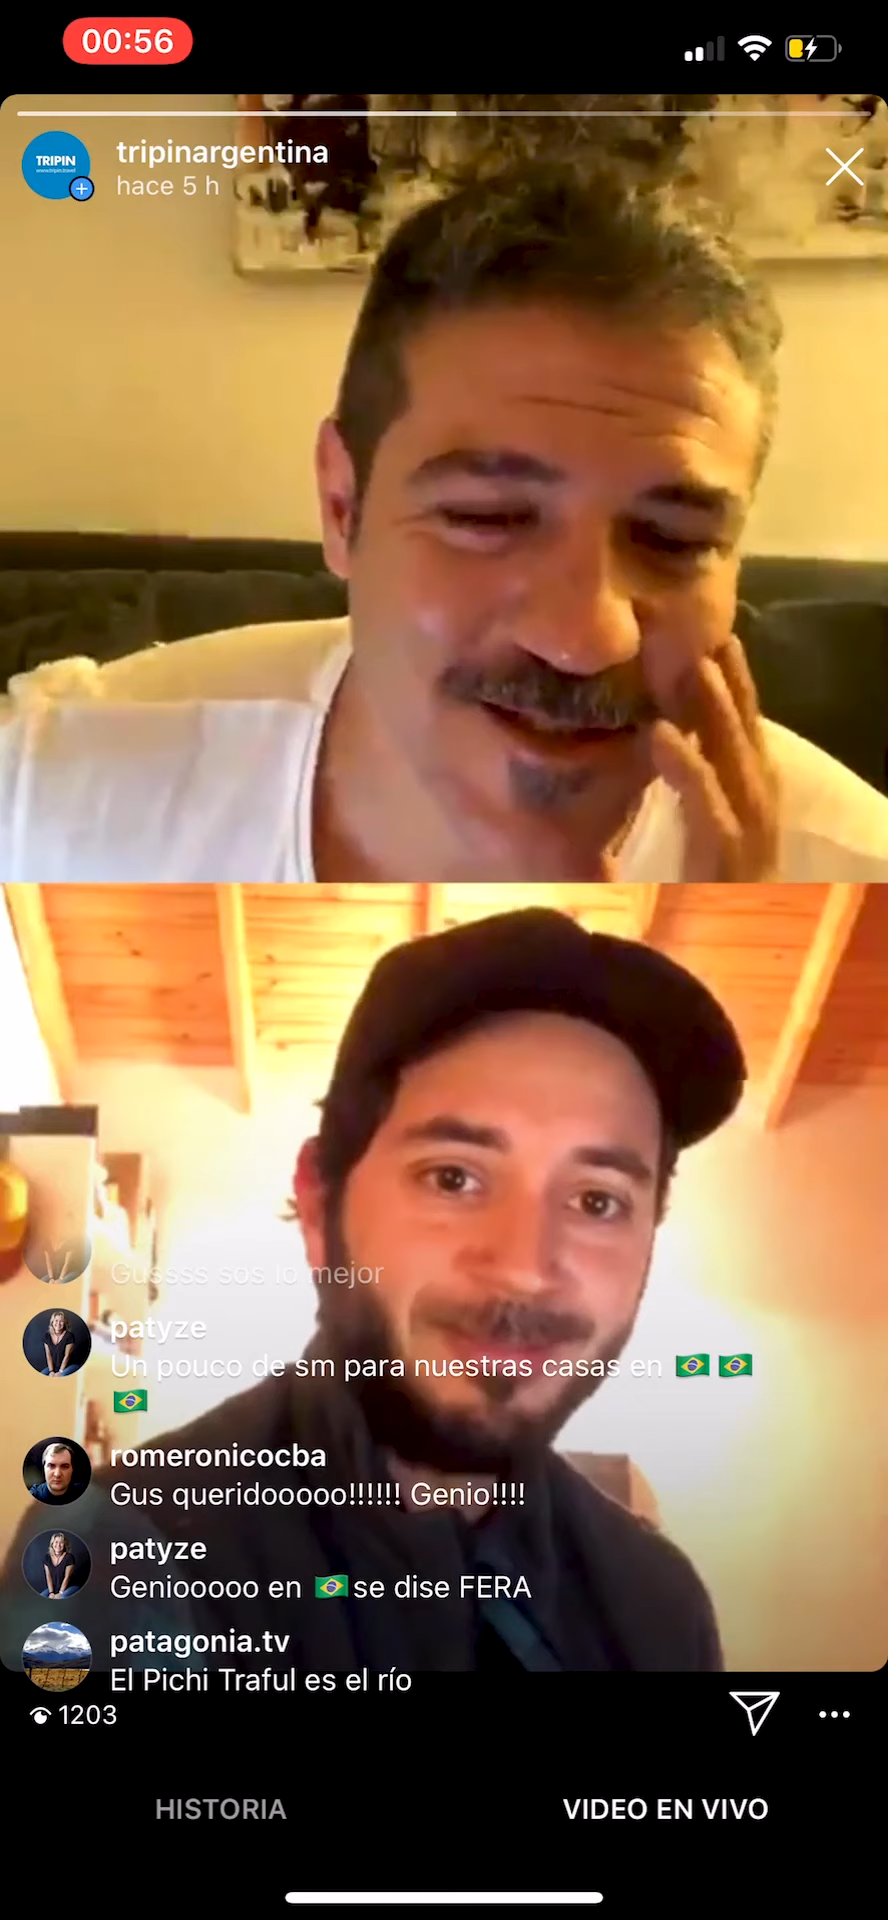 00:56
TRIPIN
tripinargentina
hace 5 h
Gussss sos lo mejor
patyze
Un pouco de sm para nuestras casas en 🇧🇷 🇧🇷
🇧🇷
romeronicocba
Gus queridooooo!!!!!! Genio!!!!
patyze
Geniooooo en 🇧🇷 se dise FERA
patagonia.tv
El Pichi Traful es el río
1203
HISTORIA
VIDEO EN VIVO